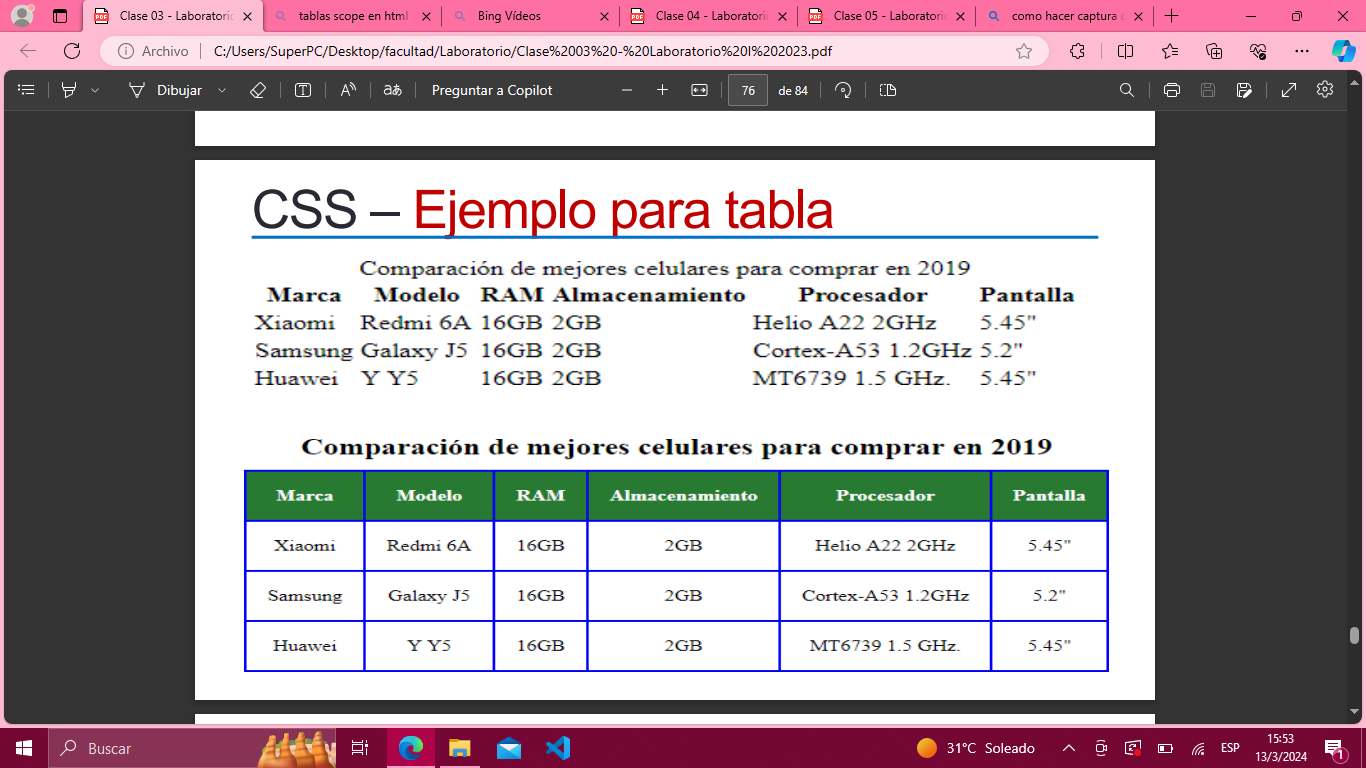 Clase 03 - Laboratorio
tablas scope en html
Bing Vídeos
Clase 04 - Laboratorio
Clase 05 - Laboratorio
como hacer captura
Archivo
C:/Users/SuperPC/Desktop/facultad/Laboratorio/Clase%2003%20-%20Laboratorio%20I%202023.pdf
Dibujar
aあ
Preguntar a Copilot
76
de 84
CSS – Ejemplo para tabla
Comparación de mejores celulares para comprar en 2019
Marca Modelo RAM Almacenamiento Procesador Pantalla
Xiaomi Redmi 6A 16GB 2GB Helio A22 2GHz 5.45"
Samsung Galaxy J5 16GB 2GB Cortex-A53 1.2GHz 5.2"
Huawei Y Y5 16GB 2GB MT6739 1.5 GHz. 5.45"
Comparación de mejores celulares para comprar en 2019
Marca Modelo RAM Almacenamiento Procesador Pantalla
Xiaomi Redmi 6A 16GB 2GB Helio A22 2GHz 5.45"
Samsung Galaxy J5 16GB 2GB Cortex-A53 1.2GHz 5.2"
Huawei Y Y5 16GB 2GB MT6739 1.5 GHz. 5.45"
Buscar
31°C Soleado
ESP
15:53
13/3/2024
1